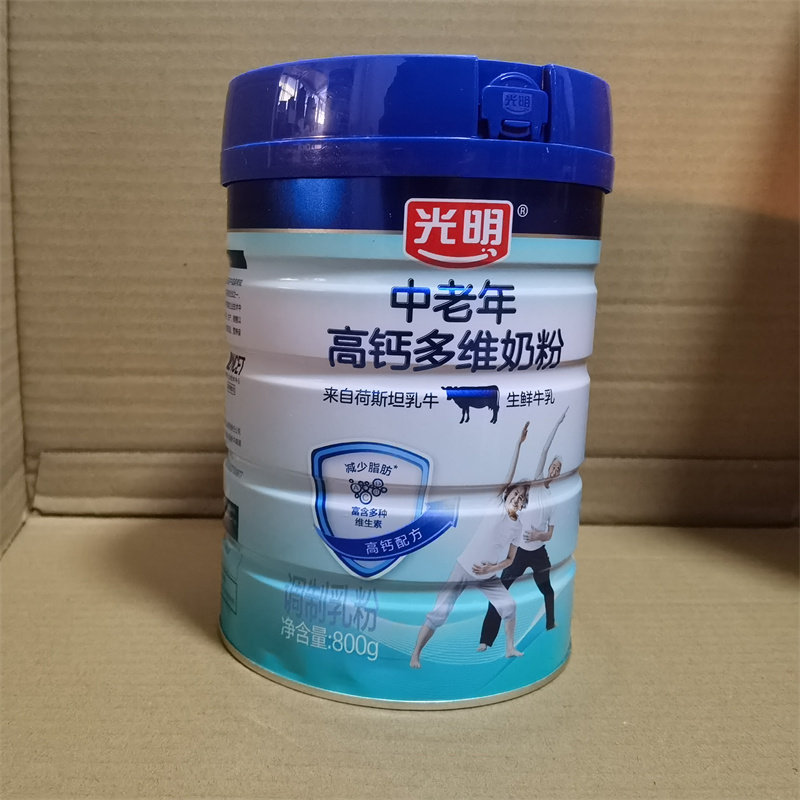 光明
光明®
中老年
高钙多维奶粉
来自荷斯坦乳牛 生鲜牛乳
减少脂肪*
富含多种
维生素
高钙配方
调制乳粉
净含量:800g